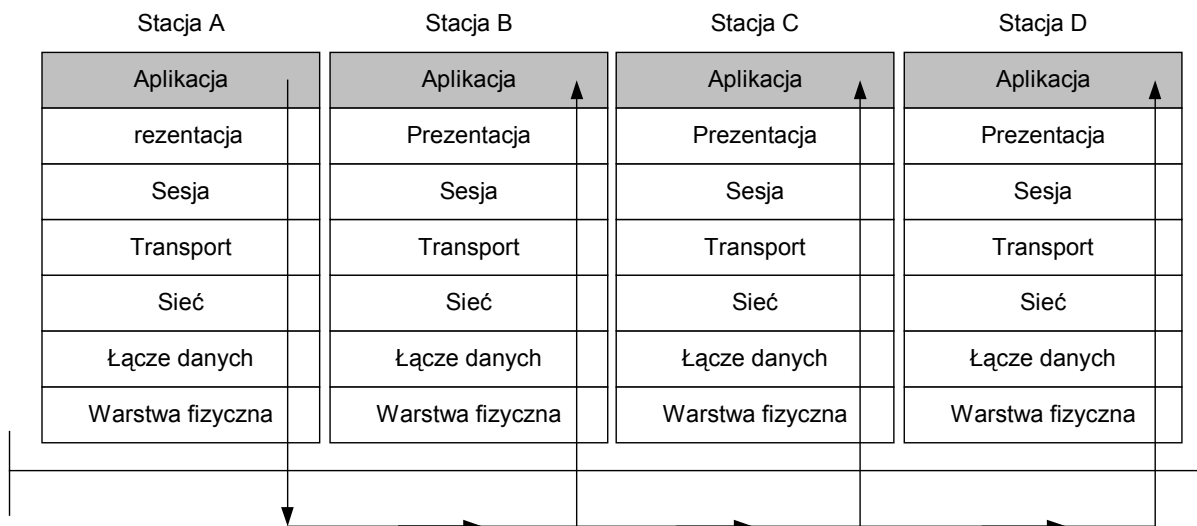 Stacja A Stacja B Stacja C Stacja D
Aplikacja Aplikacja Aplikacja Aplikacja
rezentacja Prezentacja Prezentacja Prezentacja
Sesja Sesja Sesja Sesja
Transport Transport Transport Transport
Sieć Sieć Sieć Sieć
Łącze danych Łącze danych Łącze danych Łącze danych
Warstwa fizyczna Warstwa fizyczna Warstwa fizyczna Warstwa fizyczna